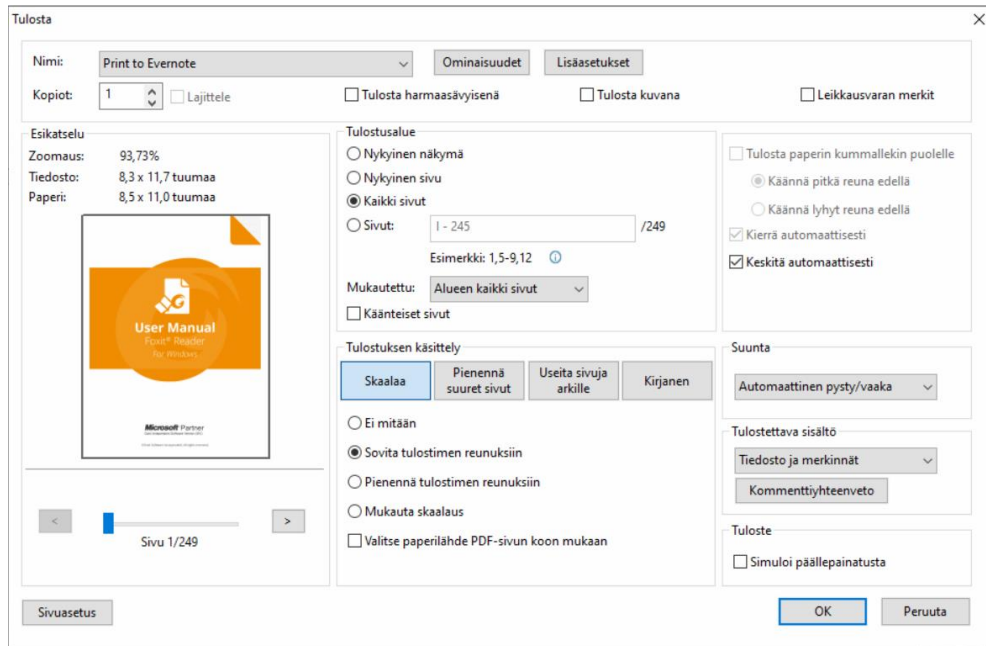 Tulosta
Nimi: Print to Evernote Ominaisuudet Lisäasetukset
Kopiot: 1 Lajittele Tulosta harmaasävyisenä Tulosta kuvana Leikkausvaran merkit
Esikatselu
Zoomaus: 93,73%
Tiedosto: 8,3 x 11,7 tuumaa
Paperi: 8,5 x 11,0 tuumaa
User Manual
Foxit® Reader
For Windows
Microsoft Partner
< >
Sivu 1/249
Tulostusalue
Nykyinen näkymä
Nykyinen sivu
Kaikki sivut
Sivut: I - 245 /249
Esimerkki: 1,5-9,12
Mukautettu: Alueen kaikki sivut
Käänteiset sivut
Tulostuksen käsittely
Skaalaa Pienennä suuret sivut Useita sivuja arkille Kirjanen
Ei mitään
Sovita tulostimen reunuksiin
Pienennä tulostimen reunuksiin
Mukauta skaalaus
Valitse paperilähde PDF-sivun koon mukaan
Tulosta paperin kummallekin puolelle
Käännä pitkä reuna edellä
Käännä lyhyt reuna edellä
Kierrä automaattisesti
Keskitä automaattisesti
Suunta
Automaattinen pysty/vaaka
Tulostettava sisältö
Tiedosto ja merkinnät
Kommenttiyhteenveto
Tuloste
Simuloi päällepainatusta
Sivuasetus OK Peruuta